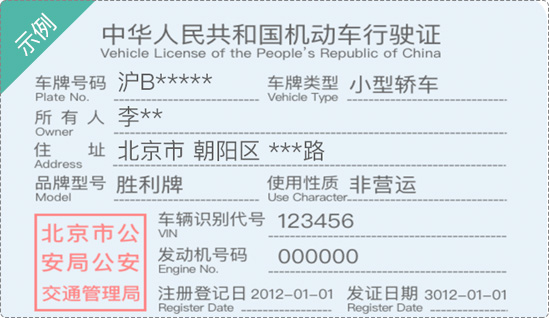 示例
中华人民共和国机动车行驶证
Vehicle License of the People's Republic of China
车牌号码 沪B***** 车牌类型 小型轿车
Plate No. Vehicle Type
所有人 李**
Owner
住址 北京市 朝阳区 ***路
Address
品牌型号 胜利牌 使用性质 非营运
Model Use Character
车辆识别代号 123456
VIN
发动机号码 000000
Engine No.
北京市公
安局公安
交通管理局
注册登记日 2012-01-01 发证日期 3012-01-01
Register Date Register Date